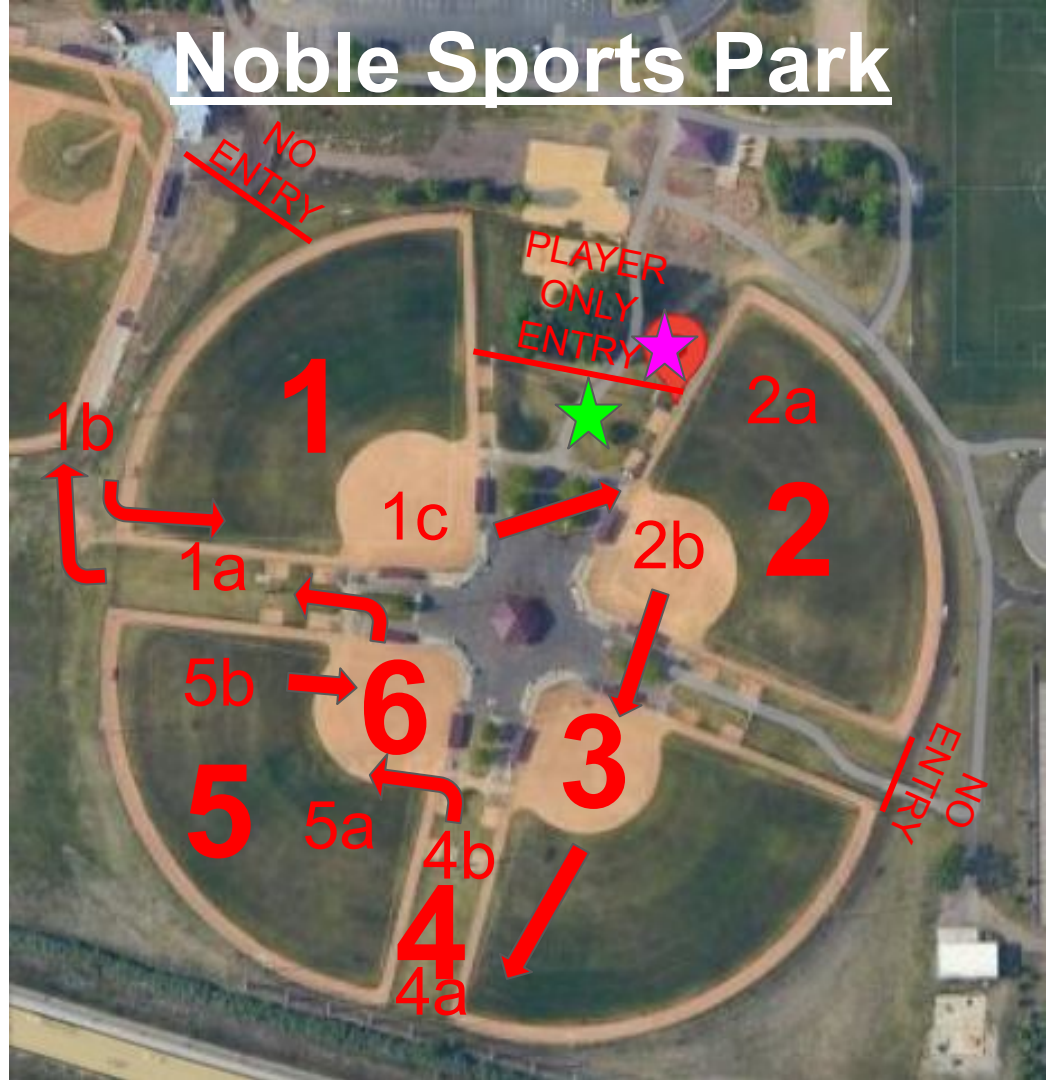 Noble Sports Park
NO
ENTRY
PLAYER
ONLY
ENTRY
1
2a
1b
2
1c
2b
1a
5b
6
3
5
5a
4b
NO
ENTRY
4
4a